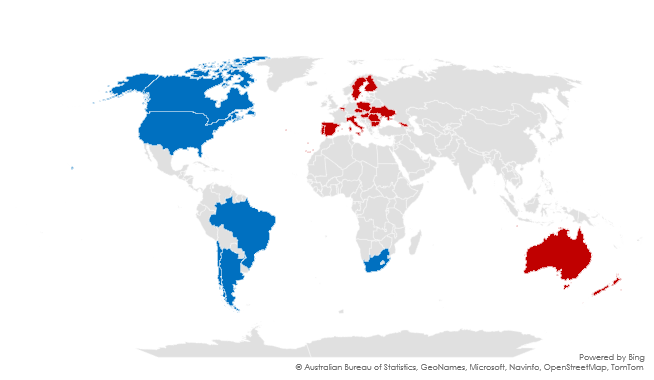 Powered by Bing
© Australian Bureau of Statistics, GeoNames, Microsoft, Navinfo, OpenStreetMap, TomTom